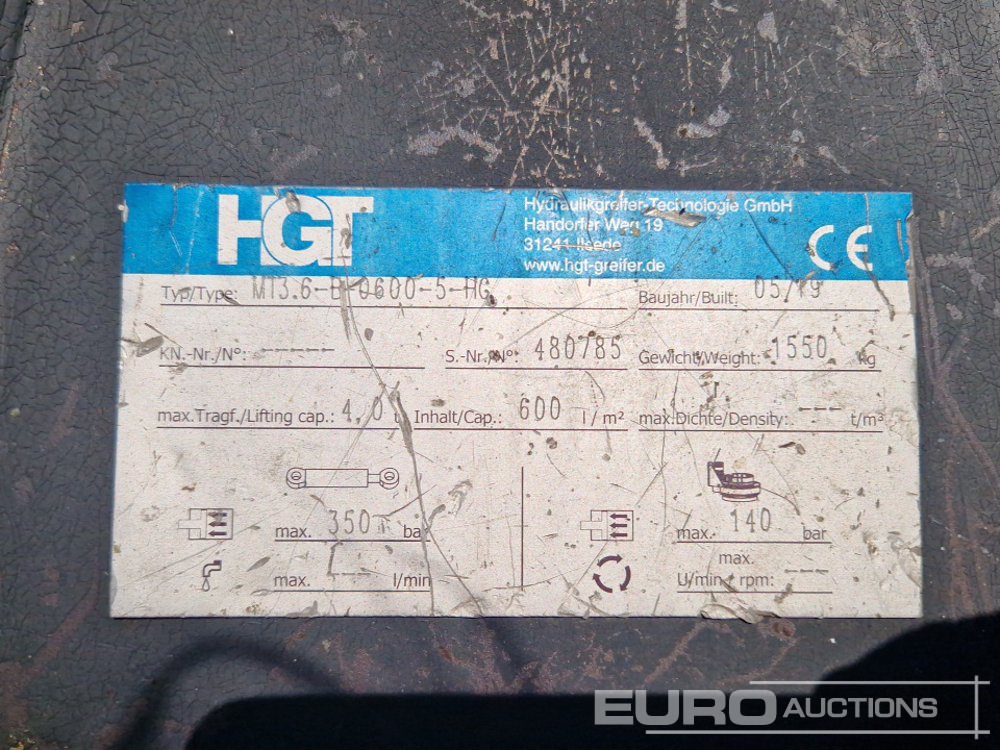 HGT
Hydraulikgreifer-Technologie GmbH
Handorfer Weg 19
31241 Ilsede
www.hgt-greifer.de
CE
Typ/Type: M13.6-B-0600-5-HG
Baujahr/Built: 05/19
KN.-Nr./N°: -----
S.-Nr./N°: 480785
Gewicht/Weight: 1550 kg
max.Tragf./Lifting cap.: 4,0 t
Inhalt/Cap.: 600 l/m²
max.Dichte/Density: --- t/m³
max. 350 bar
max. 140 bar
max. --- l/min
max.
U/min / rpm: ---
EURO AUCTIONS